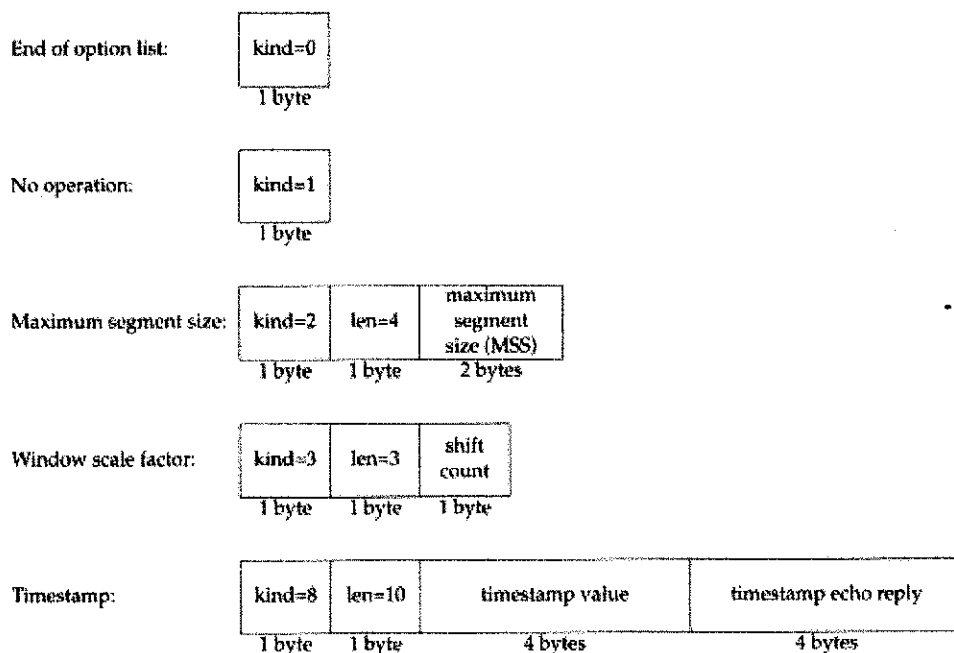 End of option list:
kind=0
1 byte
No operation:
kind=1
1 byte
Maximum segment size:
kind=2
len=4
maximum
segment
size (MSS)
1 byte
1 byte
2 bytes
Window scale factor:
kind=3
len=3
shift
count
1 byte
1 byte
1 byte
Timestamp:
kind=8
len=10
timestamp value
timestamp echo reply
1 byte
1 byte
4 bytes
4 bytes